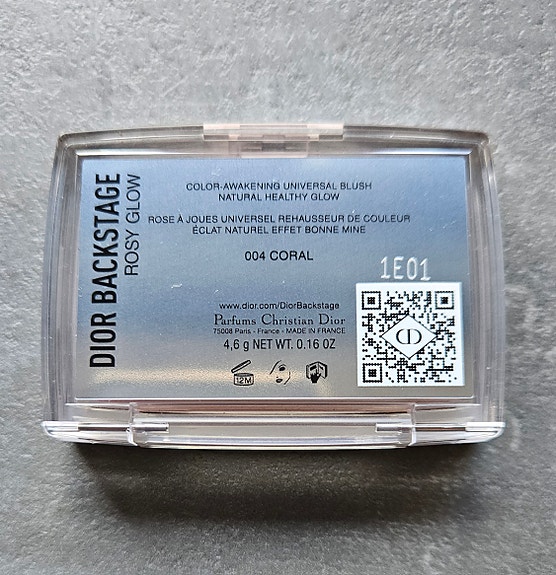 DIOR BACKSTAGE
ROSY GLOW
COLOR-AWAKENING UNIVERSAL BLUSH
NATURAL HEALTHY GLOW
ROSE À JOUES UNIVERSEL REHAUSSEUR DE COULEUR
ÉCLAT NATUREL EFFET BONNE MINE
004 CORAL
1E01
www.dior.com/DiorBackstage
Parfums Christian Dior
75008 Paris - France - MADE IN FRANCE
4,6 g NET WT. 0.16 OZ
12M
CD